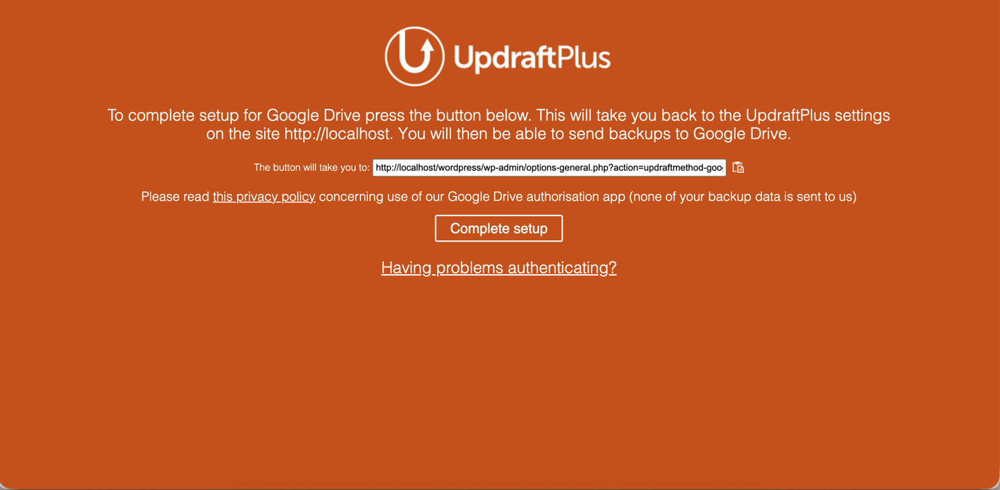 UpdraftPlus
To complete setup for Google Drive press the button below. This will take you back to the UpdraftPlus settings
on the site http://localhost. You will then be able to send backups to Google Drive.
The button will take you to: http://localhost/wordpress/wp-admin/options-general.php?action=updraftmethod-goo
Please read this privacy policy concerning use of our Google Drive authorisation app (none of your backup data is sent to us)
Complete setup
Having problems authenticating?